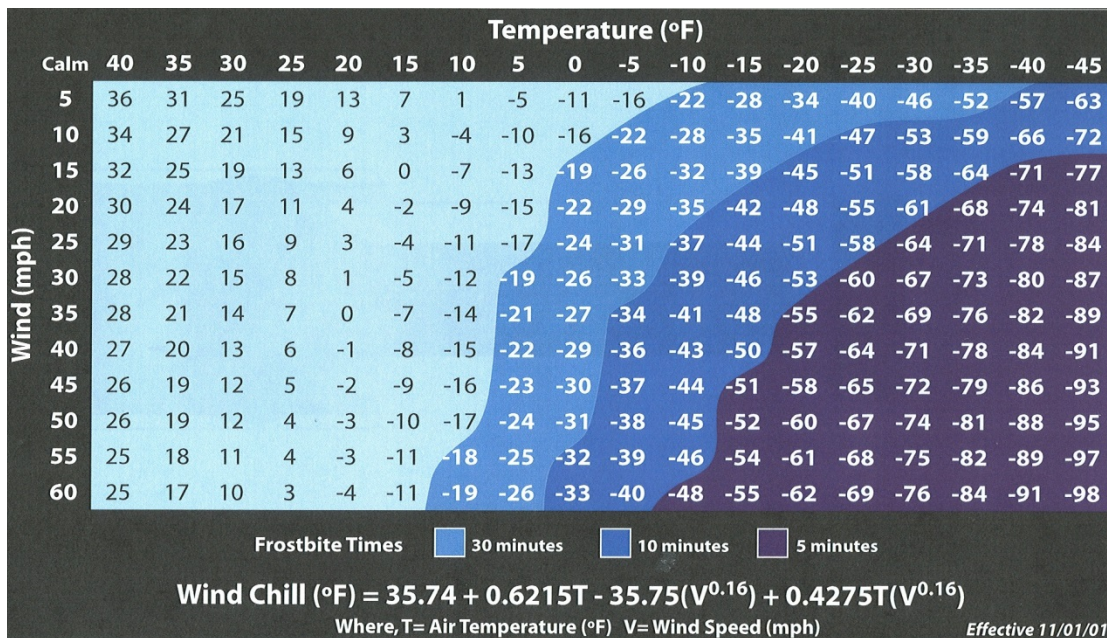 Temperature (ºF)
Calm 40 35 30 25 20 15 10 5 0 -5 -10 -15 -20 -25 -30 -35 -40 -45
5 36 31 25 19 13 7 1 -5 -11 -16 -22 -28 -34 -40 -46 -52 -57 -63
10 34 27 21 15 9 3 -4 -10 -16 -22 -28 -35 -41 -47 -53 -59 -66 -72
15 32 25 19 13 6 0 -7 -13 -19 -26 -32 -39 -45 -51 -58 -64 -71 -77
20 30 24 17 11 4 -2 -9 -15 -22 -29 -35 -42 -48 -55 -61 -68 -74 -81
25 29 23 16 9 3 -4 -11 -17 -24 -31 -37 -44 -51 -58 -64 -71 -78 -84
30 28 22 15 8 1 -5 -12 -19 -26 -33 -39 -46 -53 -60 -67 -73 -80 -87
35 28 21 14 7 0 -7 -14 -21 -27 -34 -41 -48 -55 -62 -69 -76 -82 -89
40 27 20 13 6 -1 -8 -15 -22 -29 -36 -43 -50 -57 -64 -71 -78 -84 -91
45 26 19 12 5 -2 -9 -16 -23 -30 -37 -44 -51 -58 -65 -72 -79 -86 -93
50 26 19 12 4 -3 -10 -17 -24 -31 -38 -45 -52 -60 -67 -74 -81 -88 -95
55 25 18 11 4 -3 -11 -18 -25 -32 -39 -46 -54 -61 -68 -75 -82 -89 -97
60 25 17 10 3 -4 -11 -19 -26 -33 -40 -48 -55 -62 -69 -76 -84 -91 -98
Wind (mph)
Frostbite Times 30 minutes 10 minutes 5 minutes
Wind Chill (ºF) = 35.74 + 0.6215T - 35.75(V^0.16) + 0.4275T(V^0.16)
Where, T= Air Temperature (ºF) V= Wind Speed (mph)
Effective 11/01/01